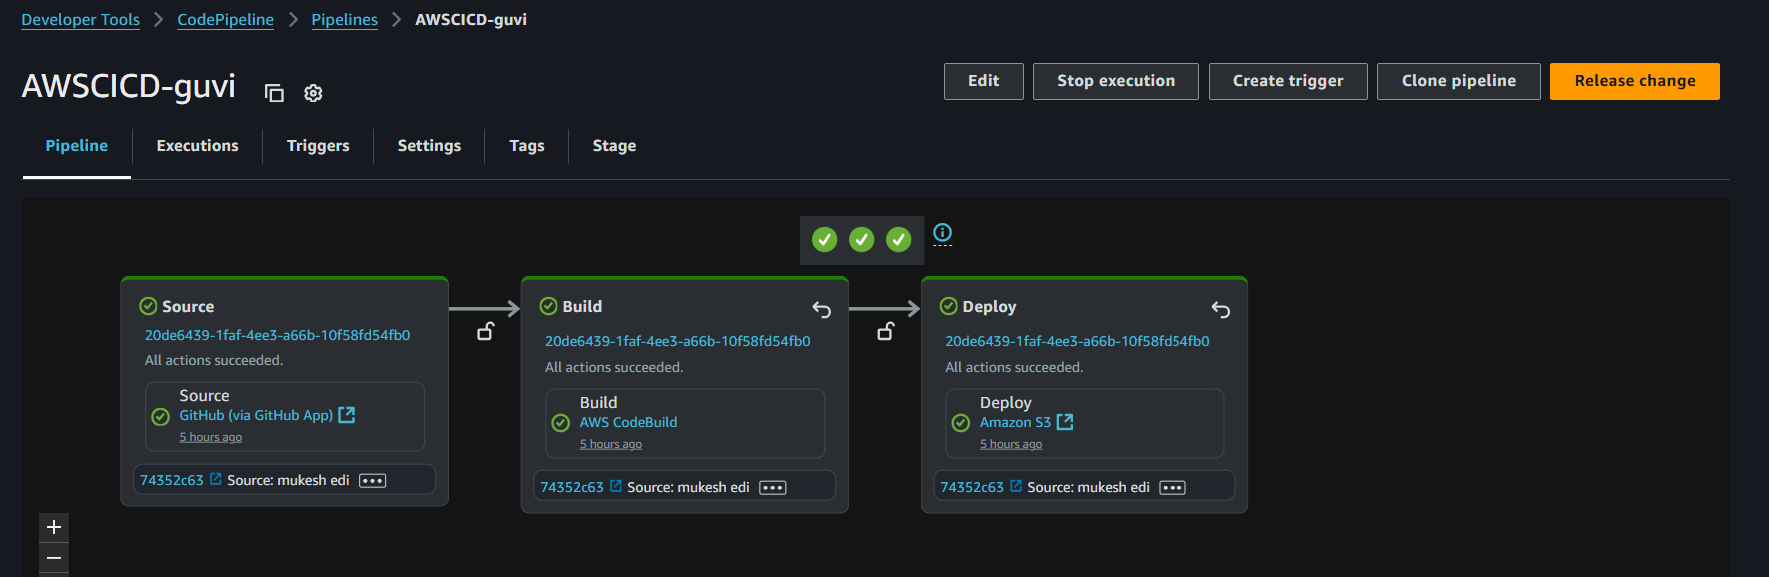 Developer Tools > CodePipeline > Pipelines > AWSCICD-guvi
AWSCICD-guvi
Edit
Stop execution
Create trigger
Clone pipeline
Release change
Pipeline
Executions
Triggers
Settings
Tags
Stage
Source
20de6439-1faf-4ee3-a66b-10f58fd54fb0
All actions succeeded.
Source
GitHub (via GitHub App)
5 hours ago
74352c63 Source: mukesh edi
Build
20de6439-1faf-4ee3-a66b-10f58fd54fb0
All actions succeeded.
Build
AWS CodeBuild
5 hours ago
74352c63 Source: mukesh edi
Deploy
20de6439-1faf-4ee3-a66b-10f58fd54fb0
All actions succeeded.
Deploy
Amazon S3
5 hours ago
74352c63 Source: mukesh edi